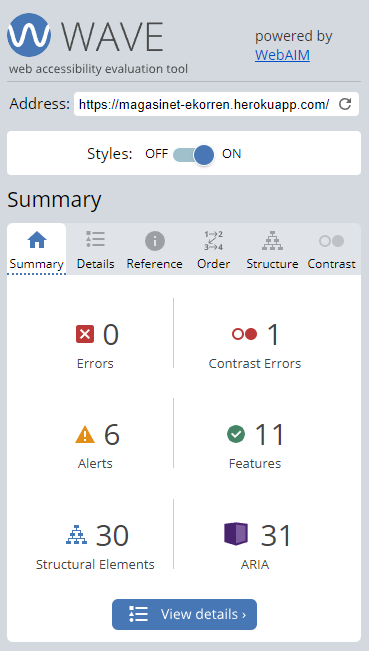 WAVE
powered by
WebAIM
web accessibility evaluation tool
Address: https://magasinet-ekorren.herokuapp.com/
Styles: OFF ON
Summary
Summary Details Reference Order Structure Contrast
0
Errors
1
Contrast Errors
6
Alerts
11
Features
30
Structural Elements
31
ARIA
View details ›